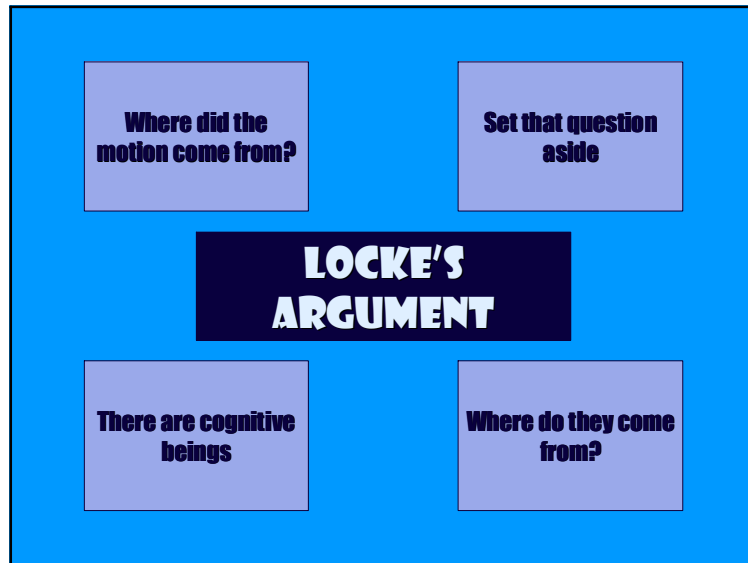 Where did the
motion come from?
Set that question
aside
LOCKE'S
ARGUMENT
There are cognitive
beings
Where do they come
from?